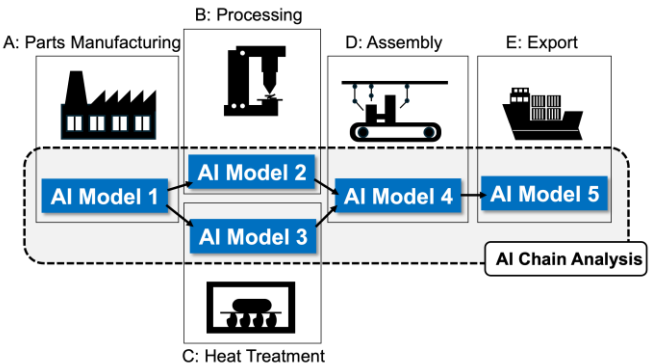 B: Processing
A: Parts Manufacturing
D: Assembly
E: Export
AI Model 1
AI Model 2
AI Model 3
AI Model 4
AI Model 5
AI Chain Analysis
C: Heat Treatment